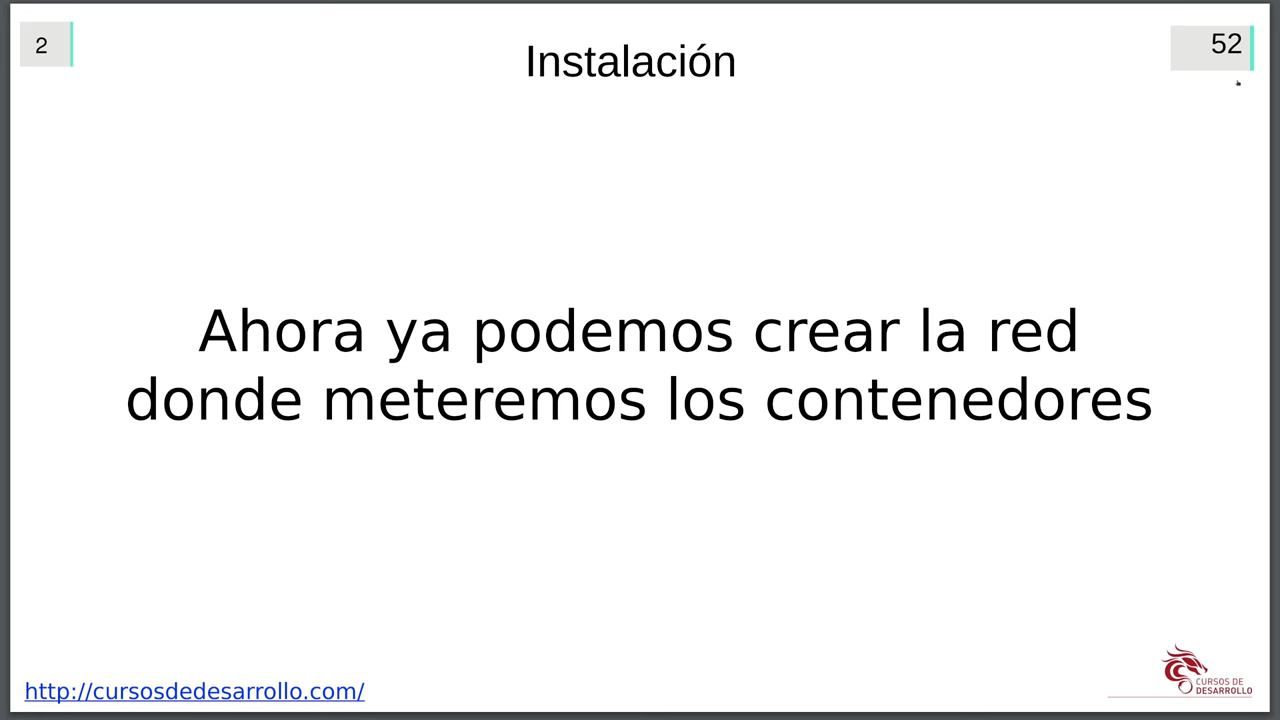 2
Instalación
52
Ahora ya podemos crear la red
donde meteremos los contenedores
http://cursosdedesarrollo.com/
CURSOS DE
DESARROLLO